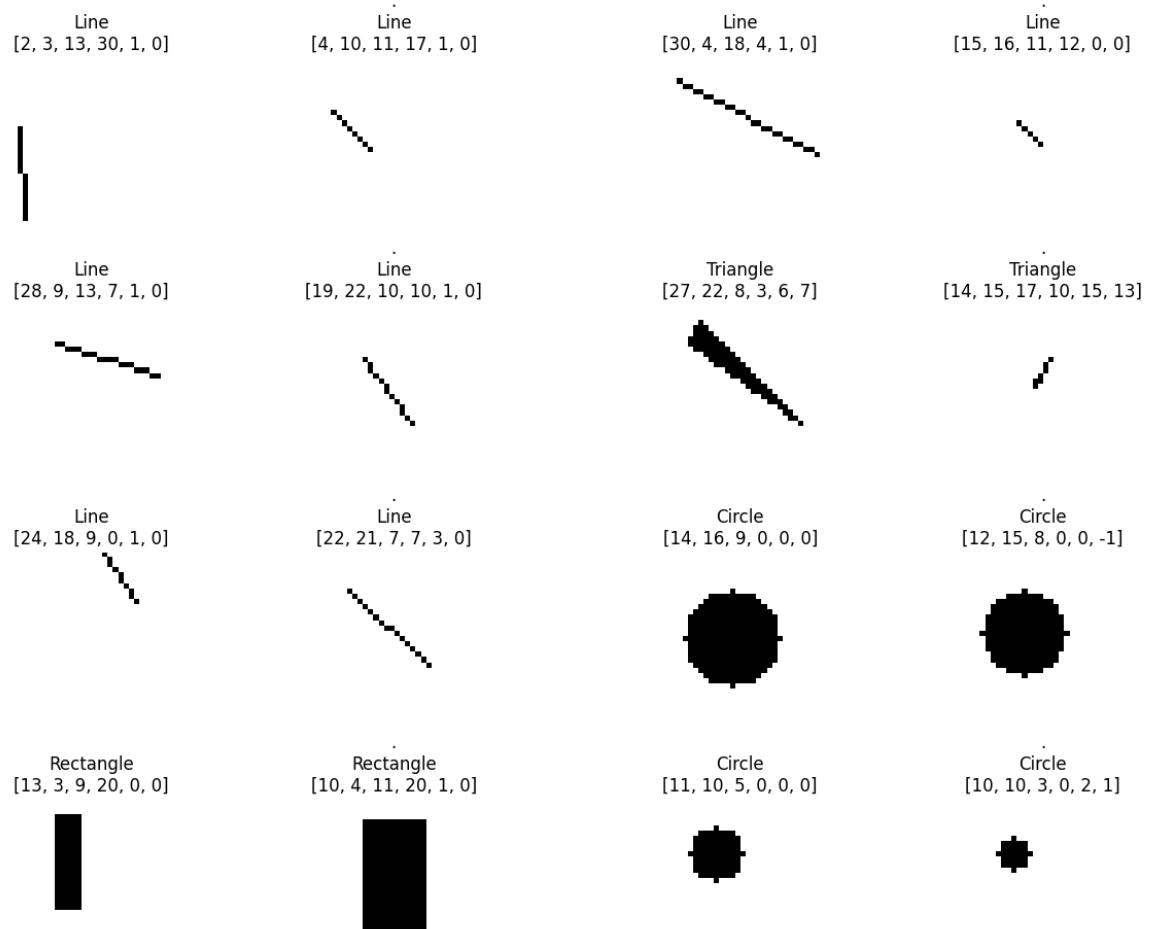 Line
[2, 3, 13, 30, 1, 0]
Line
[4, 10, 11, 17, 1, 0]
Line
[30, 4, 18, 4, 1, 0]
Line
[15, 16, 11, 12, 0, 0]
Line
[28, 9, 13, 7, 1, 0]
Line
[19, 22, 10, 10, 1, 0]
Triangle
[27, 22, 8, 3, 6, 7]
Triangle
[14, 15, 17, 10, 15, 13]
Line
[24, 18, 9, 0, 1, 0]
Line
[22, 21, 7, 7, 3, 0]
Circle
[14, 16, 9, 0, 0, 0]
Circle
[12, 15, 8, 0, 0, -1]
Rectangle
[13, 3, 9, 20, 0, 0]
Rectangle
[10, 4, 11, 20, 1, 0]
Circle
[11, 10, 5, 0, 0, 0]
Circle
[10, 10, 3, 0, 2, 1]